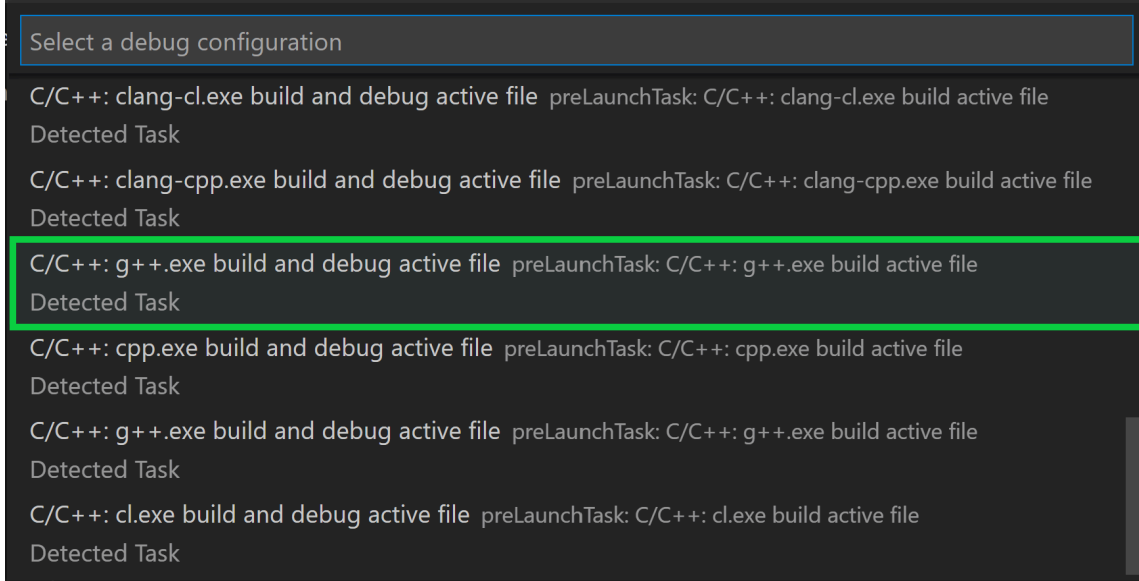 Select a debug configuration
C/C++: clang-cl.exe build and debug active file preLaunchTask: C/C++: clang-cl.exe build active file
Detected Task
C/C++: clang-cpp.exe build and debug active file preLaunchTask: C/C++: clang-cpp.exe build active file
Detected Task
C/C++: g++.exe build and debug active file preLaunchTask: C/C++: g++.exe build active file
Detected Task
C/C++: cpp.exe build and debug active file preLaunchTask: C/C++: cpp.exe build active file
Detected Task
C/C++: g++.exe build and debug active file preLaunchTask: C/C++: g++.exe build active file
Detected Task
C/C++: cl.exe build and debug active file preLaunchTask: C/C++: cl.exe build active file
Detected Task